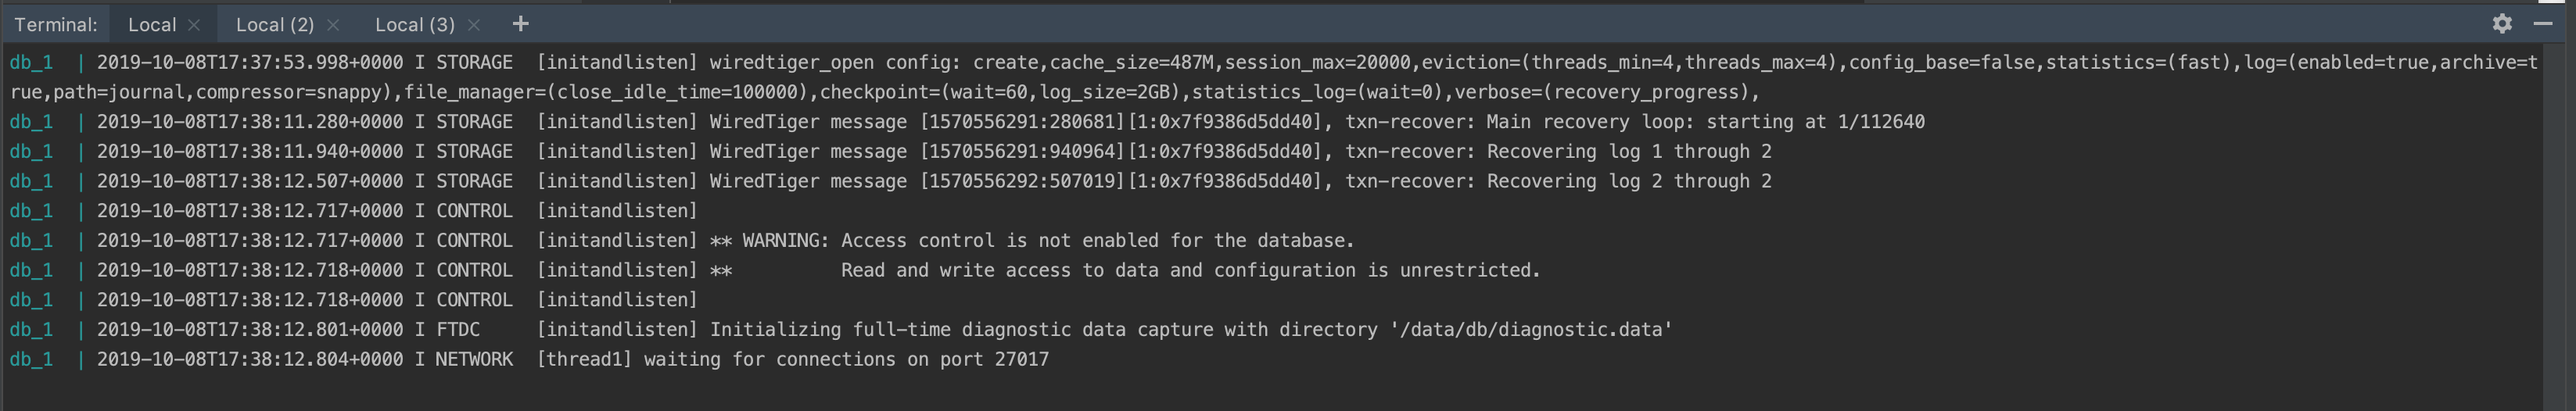 Terminal: Local × Local (2) × Local (3) × +
db_1 | 2019-10-08T17:37:53.998+0000 I STORAGE [initandlisten] wiredtiger_open config: create,cache_size=487M,session_max=20000,eviction=(threads_min=4,threads_max=4),config_base=false,statistics=(fast),log=(enabled=true,archive=t
rue,path=journal,compressor=snappy),file_manager=(close_idle_time=100000),checkpoint=(wait=60,log_size=2GB),statistics_log=(wait=0),verbose=(recovery_progress),
db_1 | 2019-10-08T17:38:11.280+0000 I STORAGE [initandlisten] WiredTiger message [1570556291:280681][1:0x7f9386d5dd40], txn-recover: Main recovery loop: starting at 1/112640
db_1 | 2019-10-08T17:38:11.940+0000 I STORAGE [initandlisten] WiredTiger message [1570556291:940964][1:0x7f9386d5dd40], txn-recover: Recovering log 1 through 2
db_1 | 2019-10-08T17:38:12.507+0000 I STORAGE [initandlisten] WiredTiger message [1570556292:507019][1:0x7f9386d5dd40], txn-recover: Recovering log 2 through 2
db_1 | 2019-10-08T17:38:12.717+0000 I CONTROL [initandlisten]
db_1 | 2019-10-08T17:38:12.717+0000 I CONTROL [initandlisten] ** WARNING: Access control is not enabled for the database.
db_1 | 2019-10-08T17:38:12.718+0000 I CONTROL [initandlisten] ** Read and write access to data and configuration is unrestricted.
db_1 | 2019-10-08T17:38:12.718+0000 I CONTROL [initandlisten]
db_1 | 2019-10-08T17:38:12.801+0000 I FTDC [initandlisten] Initializing full-time diagnostic data capture with directory '/data/db/diagnostic.data'
db_1 | 2019-10-08T17:38:12.804+0000 I NETWORK [thread1] waiting for connections on port 27017